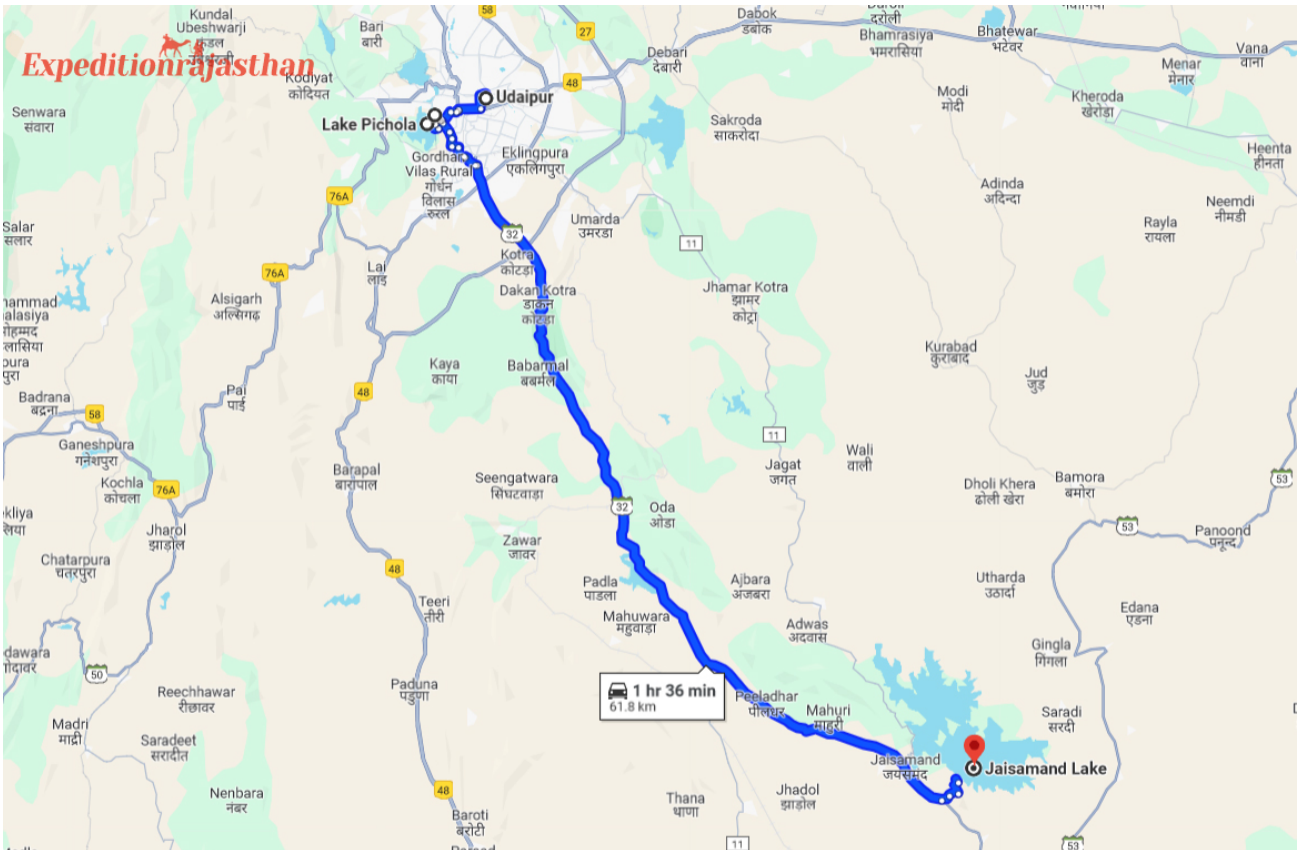 Kundal
Ubeshwarji
कुंडल
Bari
बारी
58
27
Dabok
डबोक
दरोली
Bhamrasiya
भमरासिया
Bhatewar
भटेवर
Vana
वाना
Menar
मेनार
Expeditionrajasthan
Kodiyat
कोदियत
Debari
देबारी
48
Udaipur
Modi
मोदी
Kheroda
खेरोडा
Senwara
संवारा
Lake Pichola
Sakroda
साकरोदा
Heenta
हीनता
Eklingpura
एकलिंगपुरा
Gordhan
Vilas Rural
गोर्धन
विलास
रुरल
76A
Adinda
अदिन्दा
Neemdi
नीमडी
Salar
सलार
Umarda
उमरडा
Rayla
रायला
32
11
Kotra
कोटड़ा
Lai
लाइ
76A
Dakan Kotra
डाकन
कोटडा
Jhamar Kotra
झामर
कोट्रा
Alsigarh
अल्सिगढ़
Kurabad
कुराबाद
Kaya
काया
Babarmal
बबर्मल
Jud
जुड़
48
Pai
पाई
Badrana
बद्रना
58
11
Ganeshpura
गनेशपुरा
Wali
वाली
Jagat
जगत
Barapal
बारापाल
Seengatwara
सिंघटवाड़ा
Kochla
कोचला
76A
Dholi Khera
ढोली खेरा
Bamora
बमोरा
53
32
Oda
ओडा
53
Panoond
पनून्द
Jharol
झाड़ोल
Zawar
जावर
Chatarpura
चतरपुरा
48
Padla
पाडला
Ajbara
अजबरा
Utharda
उठार्दा
Teeri
तीरी
Mahuwara
महुवाड़ा
Adwas
अदवास
Edana
एडना
Gingla
गिंगला
50
Reechhawar
रीछावर
Paduna
पडुणा
1 hr 36 min
61.8 km
Peeladhar
पीलधर
Mahuri
माहुरी
Saradi
सरदी
Madri
माद्री
Saradeet
सरादीत
Jaisamand
जयसमंद
Jaisamand Lake
Nenbara
नंबर
48
Thana
थाणा
Jhadol
झाड़ोल
Baroti
बरोटी
11
53